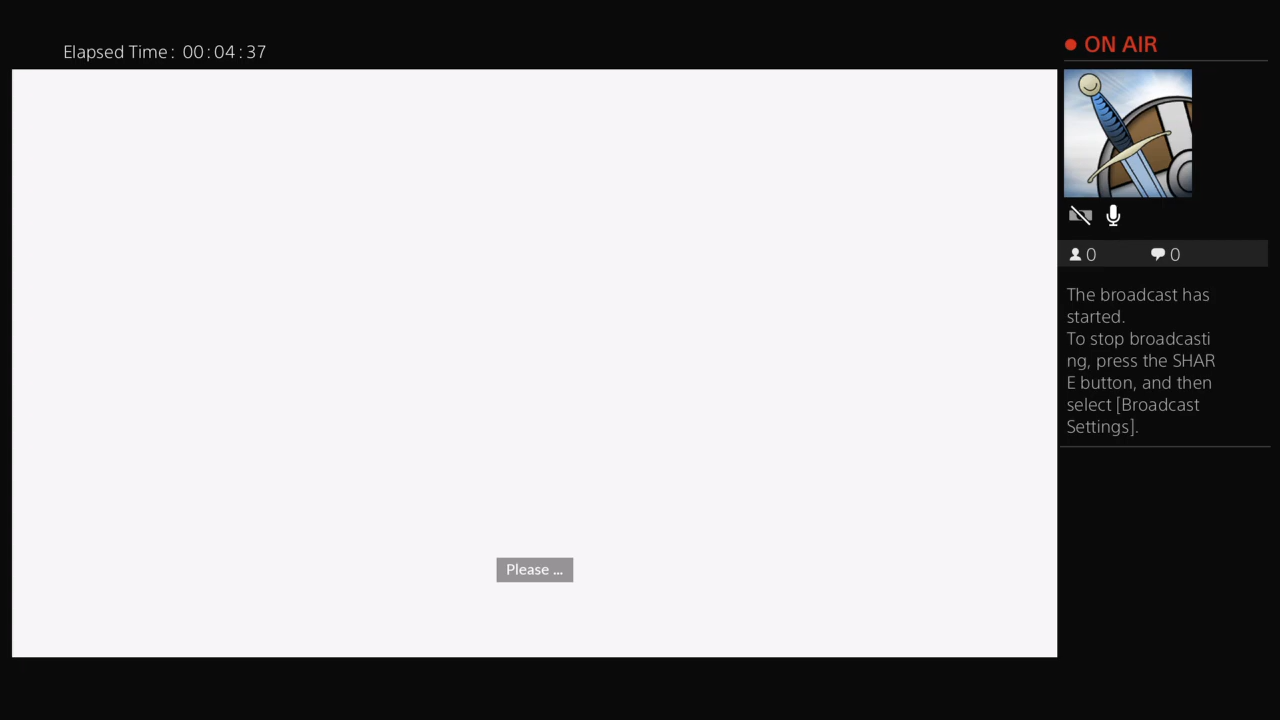 Elapsed Time: 00:04:37
ON AIR
0 0
The broadcast has
started.
To stop broadcasti
ng, press the SHAR
E button, and then
select [Broadcast
Settings].
Please ...